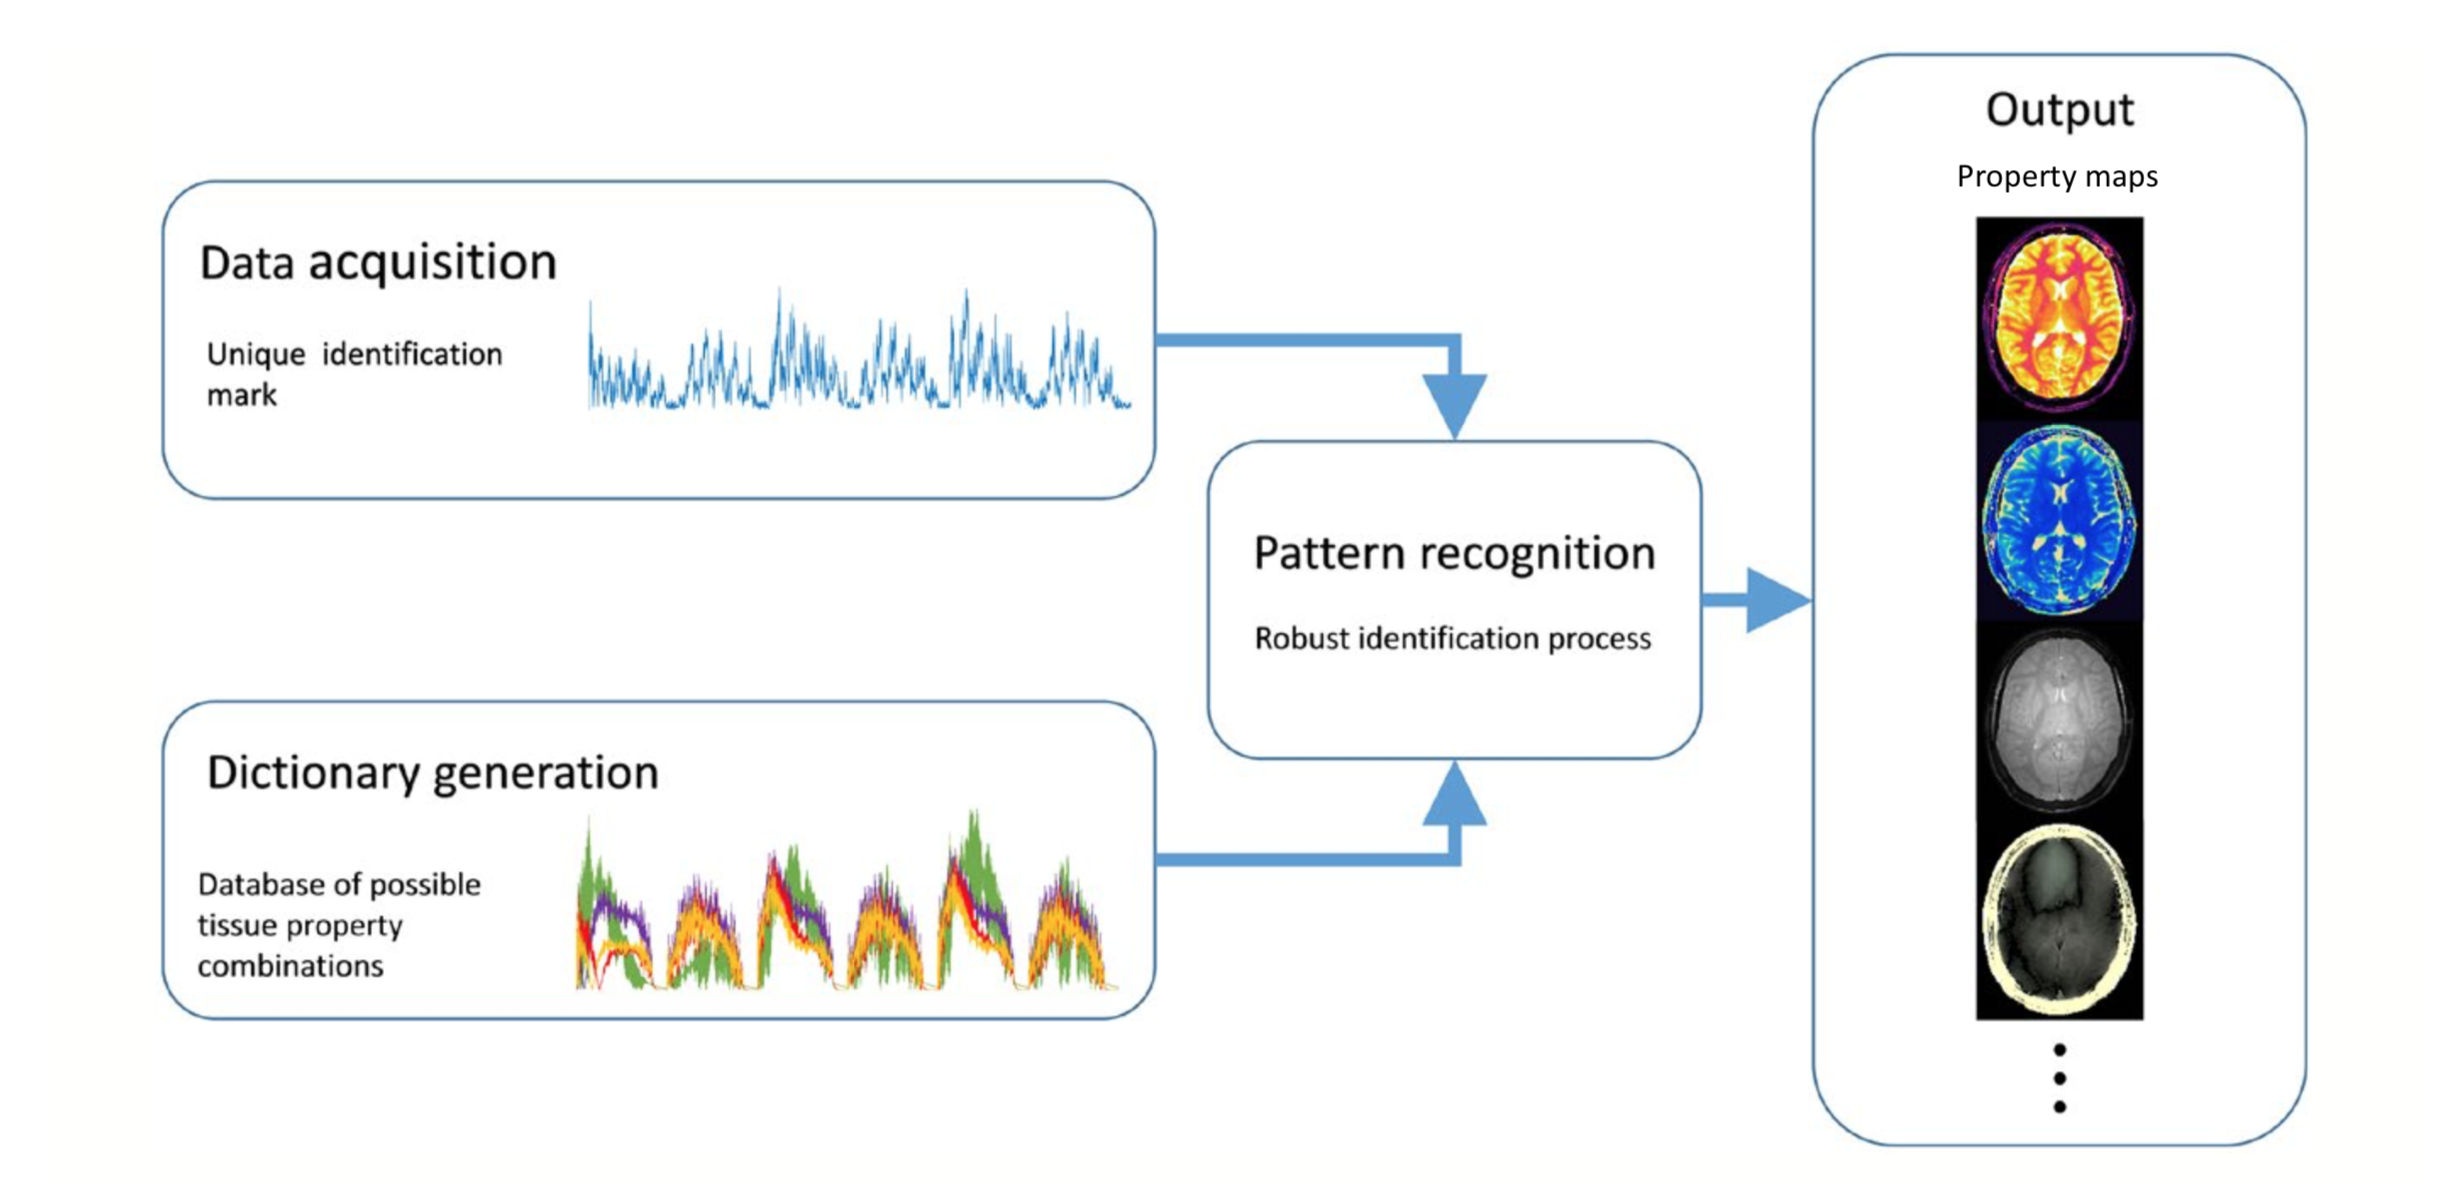 Data acquisition
Unique identification
mark
Dictionary generation
Database of possible
tissue property
combinations
Pattern recognition
Robust identification process
Output
Property maps